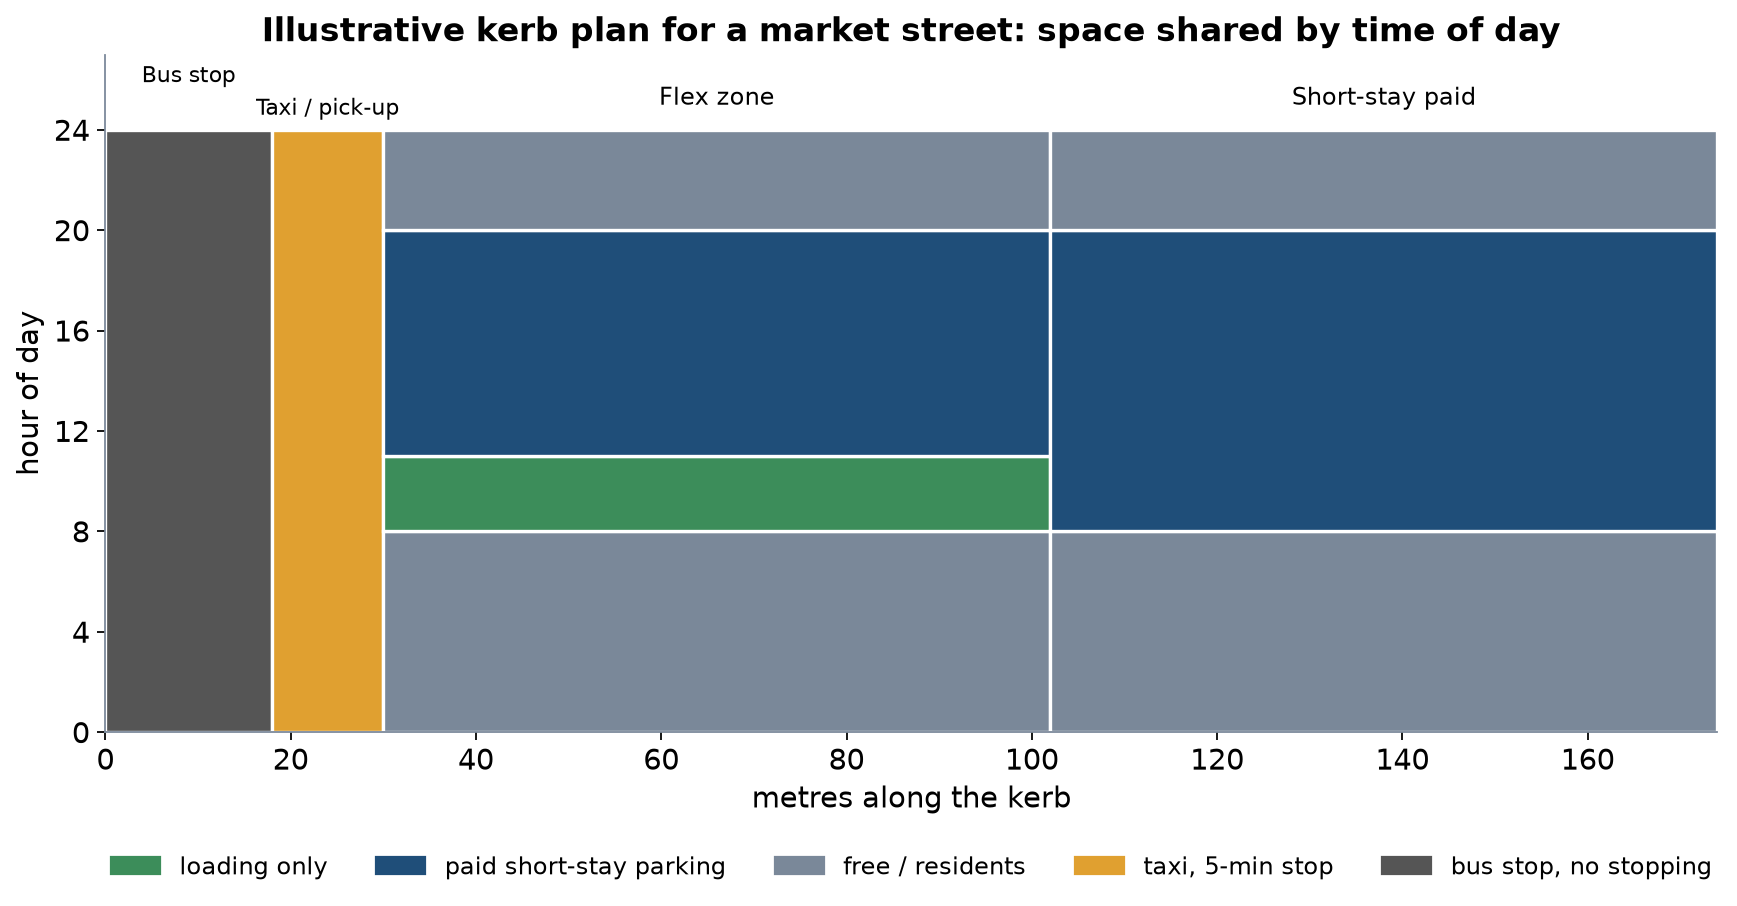 Illustrative kerb plan for a market street: space shared by time of day
Bus stop
Taxi / pick-up
Flex zone
Short-stay paid
24
20
16
12
8
4
0
hour of day
0 20 40 60 80 100 120 140 160
metres along the kerb
loading only paid short-stay parking free / residents taxi, 5-min stop bus stop, no stopping